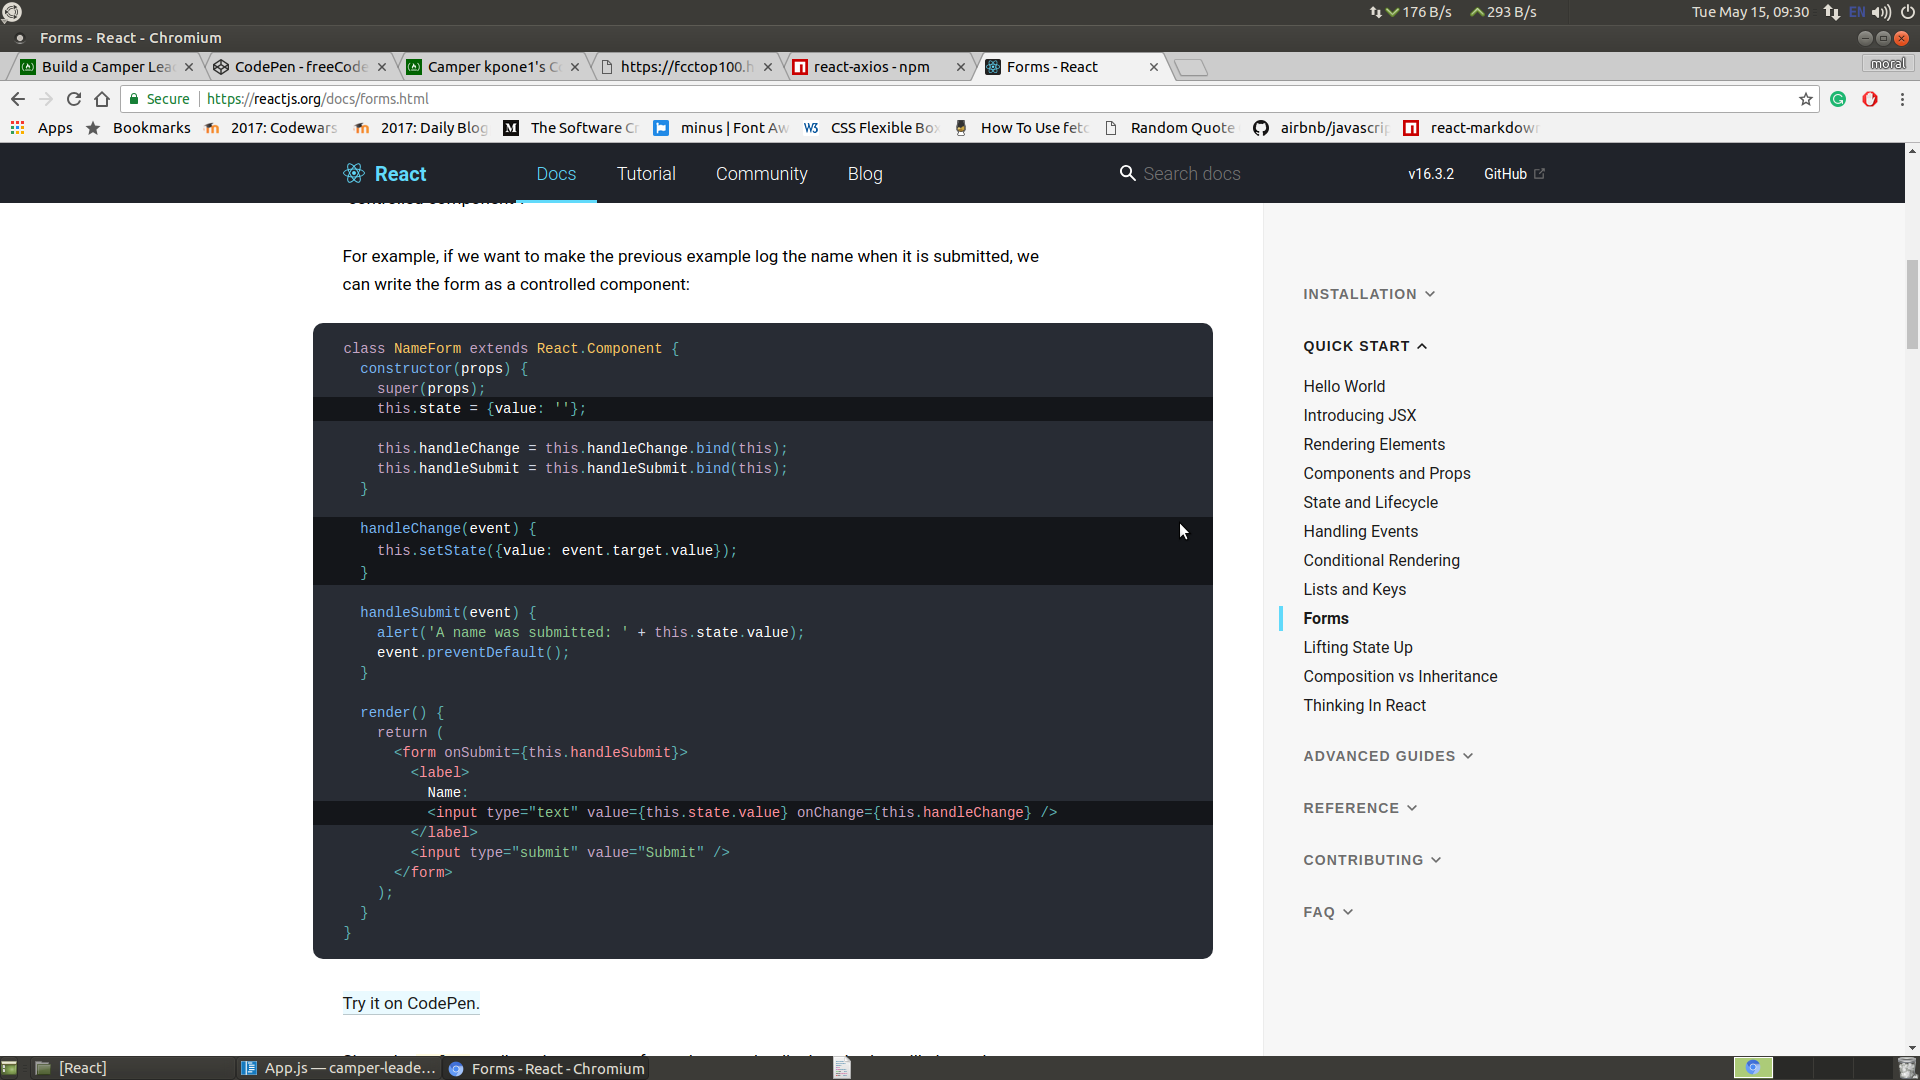 176 B/s 293 B/s Tue May 15, 09:30 EN
Forms - React - Chromium
Build a Camper Lea CodePen - freeCode Camper kpone1's Co https://fcctop100.h react-axios - npm Forms - React moral
Secure https://reactjs.org/docs/forms.html
Apps Bookmarks 2017: Codewars 2017: Daily Blog The Software Cr minus | Font Aw CSS Flexible Box How To Use fetc Random Quote airbnb/javascrip react-markdown
React Docs Tutorial Community Blog Search docs v16.3.2 GitHub
For example, if we want to make the previous example log the name when it is submitted, we
can write the form as a controlled component:
class NameForm extends React.Component {
constructor(props) {
super(props);
this.state = {value: ''};
this.handleChange = this.handleChange.bind(this);
this.handleSubmit = this.handleSubmit.bind(this);
}
handleChange(event) {
this.setState({value: event.target.value});
}
handleSubmit(event) {
alert('A name was submitted: ' + this.state.value);
event.preventDefault();
}
render() {
return (
<form onSubmit={this.handleSubmit}>
<label>
Name:
<input type="text" value={this.state.value} onChange={this.handleChange} />
</label>
<input type="submit" value="Submit" />
</form>
);
}
}
Try it on CodePen.
INSTALLATION
QUICK START
Hello World
Introducing JSX
Rendering Elements
Components and Props
State and Lifecycle
Handling Events
Conditional Rendering
Lists and Keys
Forms
Lifting State Up
Composition vs Inheritance
Thinking In React
ADVANCED GUIDES
REFERENCE
CONTRIBUTING
FAQ
[React] App.js — camper-leade... Forms - React - Chromium